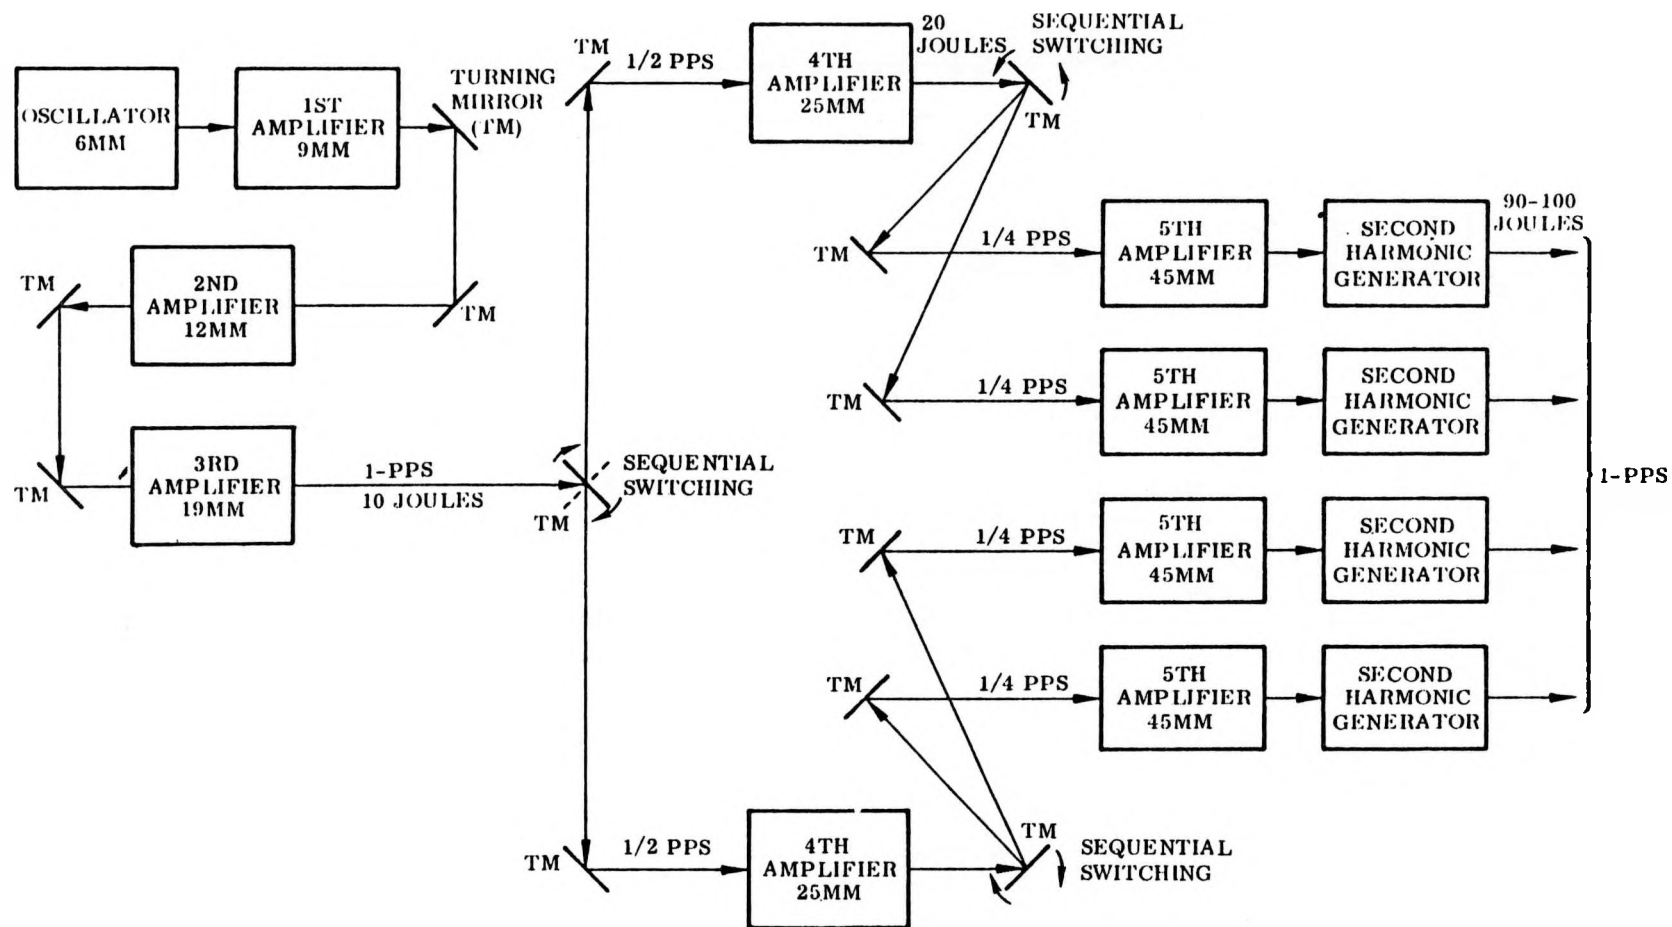 OSCILLATOR
6MM
1ST
AMPLIFIER
9MM
TURNING
MIRROR
(TM)
TM
2ND
AMPLIFIER
12MM
TM
TM
3RD
AMPLIFIER
19MM
1-PPS
10 JOULES
TM
SEQUENTIAL
SWITCHING
TM
1/2 PPS
4TH
AMPLIFIER
25MM
20
JOULES
SEQUENTIAL
SWITCHING
TM
TM
1/4 PPS
5TH
AMPLIFIER
45MM
SECOND
HARMONIC
GENERATOR
90-100
JOULES
TM
1/4 PPS
5TH
AMPLIFIER
45MM
SECOND
HARMONIC
GENERATOR
1-PPS
TM
1/4 PPS
5TH
AMPLIFIER
45MM
SECOND
HARMONIC
GENERATOR
TM
1/4 PPS
5TH
AMPLIFIER
45MM
SECOND
HARMONIC
GENERATOR
TM
1/2 PPS
4TH
AMPLIFIER
25MM
TM
SEQUENTIAL
SWITCHING